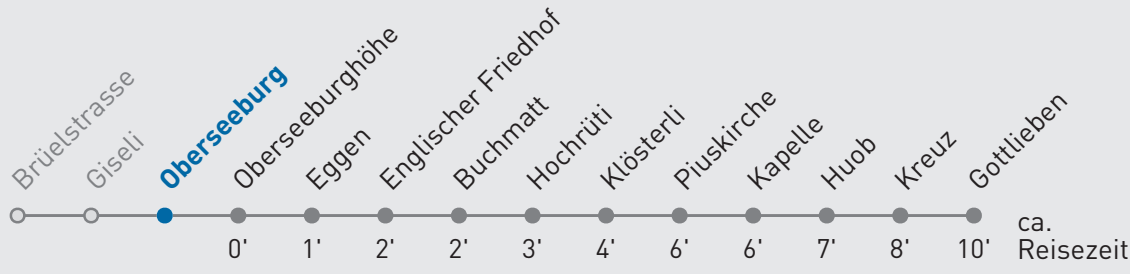 Brüelstrasse
Giseli
Oberseeburg
Oberseeburghöhe
Eggen
Englischer Friedhof
Buchmatt
Hochrüti
Klösterli
Piuskirche
Kapelle
Huob
Kreuz
Gottlieben
0' 1' 2' 2' 3' 4' 6' 6' 7' 8' 10'
ca.
Reisezeit